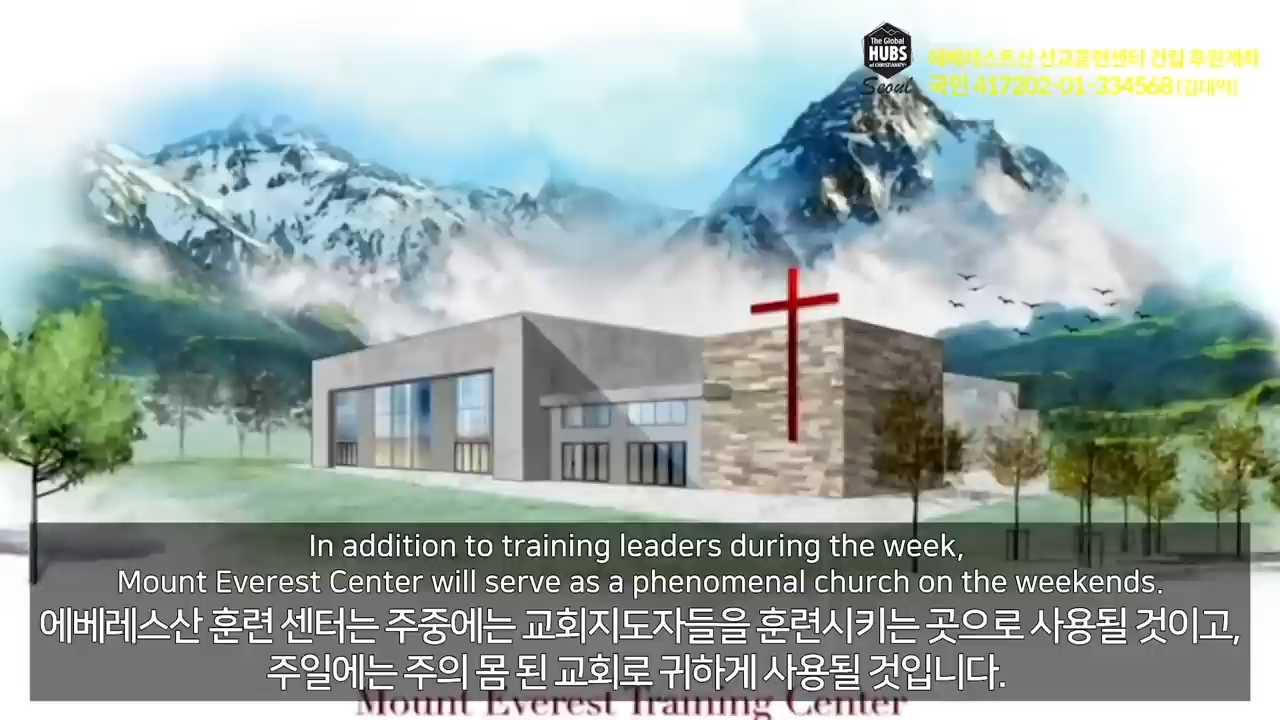 The Global
HUBS
of CHRISTIANITY
Seoul
에베레스트산 선교훈련센터 건립 후원계좌
국민 417202-01-334568 (김대역)
In addition to training leaders during the week,
Mount Everest Center will serve as a phenomenal church on the weekends.
에베레스산 훈련 센터는 주중에는 교회지도자들을 훈련시키는 곳으로 사용될 것이고,
주일에는 주의 몸 된 교회로 귀하게 사용될 것입니다.
Mount Everest Training Center